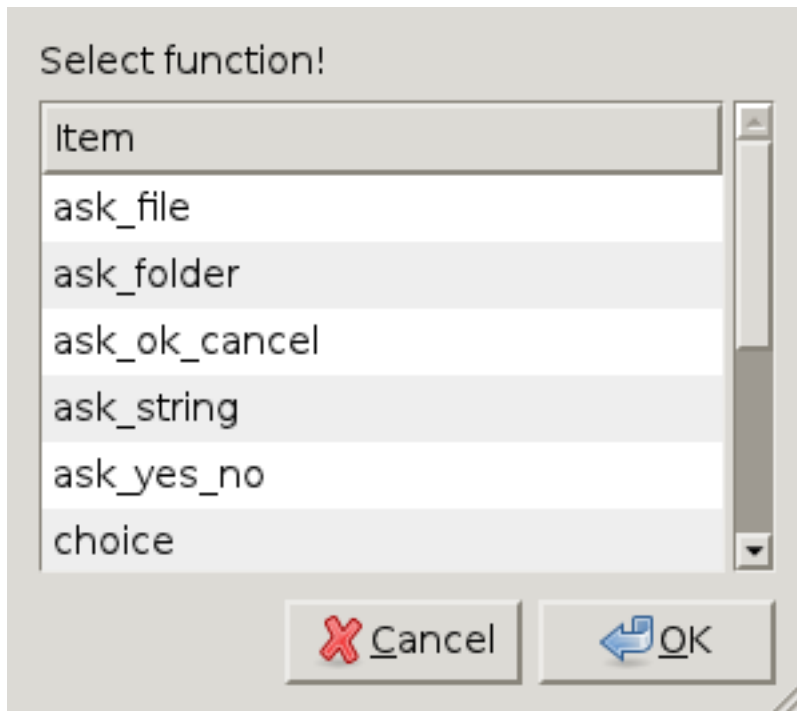 Select function!
Item
ask_file
ask_folder
ask_ok_cancel
ask_string
ask_yes_no
choice
Cancel OK